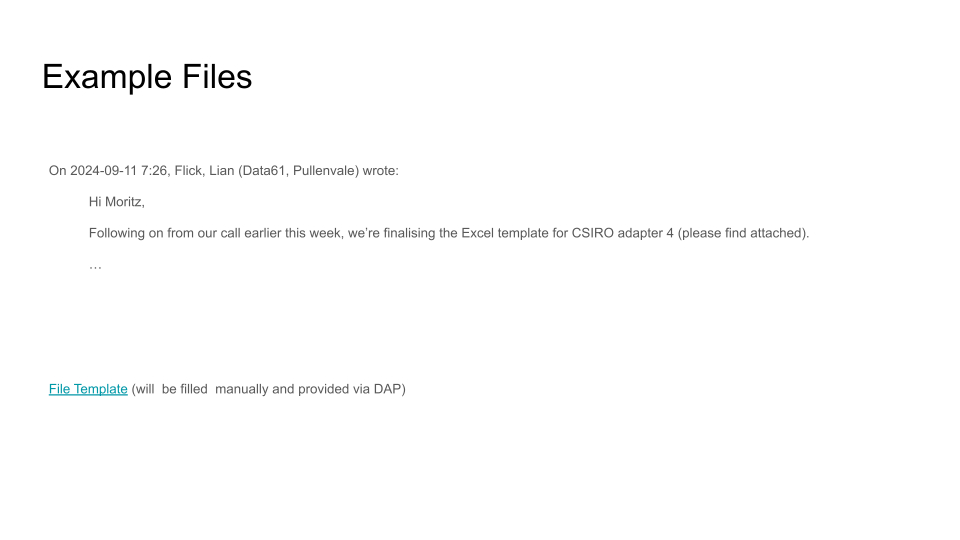 Example Files
On 2024-09-11 7:26, Flick, Lian (Data61, Pullenvale) wrote:
Hi Moritz,
Following on from our call earlier this week, we’re finalising the Excel template for CSIRO adapter 4 (please find attached).
…
File Template (will  be filled  manually and provided via DAP)